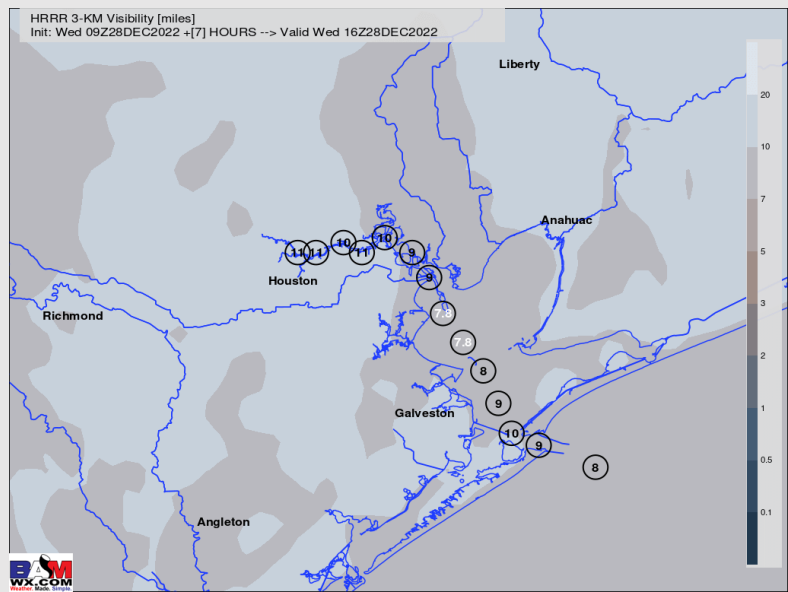 HRRR 3-KM Visibility [miles]
Init: Wed 09Z28DEC2022 +[7] HOURS --> Valid Wed 16Z28DEC2022
Liberty
20
10
7
5
3
2
1
0.5
0.1
Anahuac
11
11
10
11
10
9
9
Houston
Richmond
7.8
7.8
8
9
Galveston
10
9
8
Angleton
BAM
WX.COM
Weather. Made. Simple.